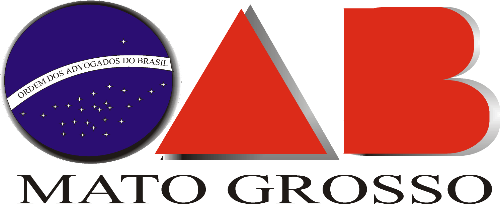 OAB
ORDEM DOS ADVOGADOS DO BRASIL
MATO GROSSO